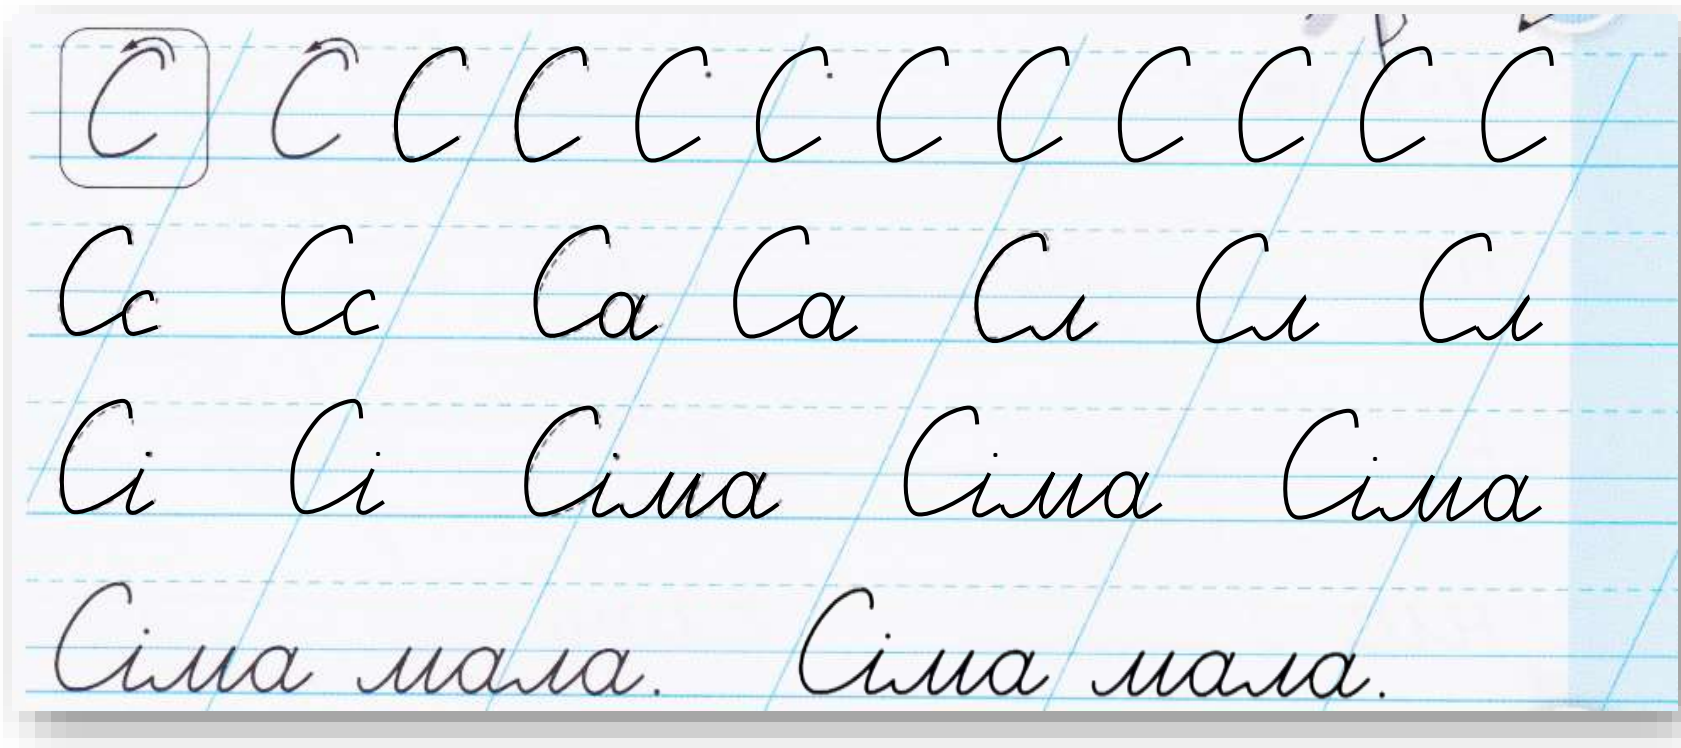 С С С С С С С С С С С С
Сс Сс Са Са Сл Сл Сл
Сі Сі Сіма Сіма Сіма
Сіма мала. Сіма мала.